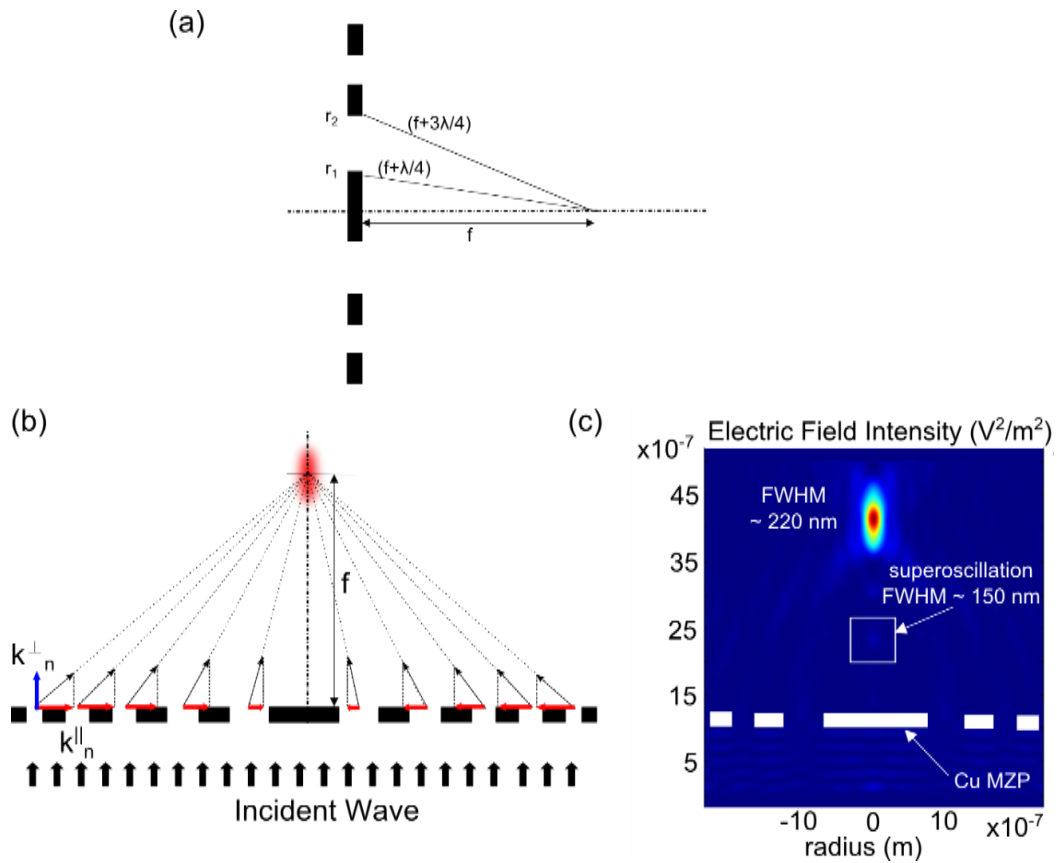 (a)
r₂
(f+3λ/4)
r₁
(f+λ/4)
f
(b)
f
k⊥n
k||n
Incident Wave
(c)
Electric Field Intensity (V²/m²)
x10⁻⁷
45
FWHM
~ 220 nm
35
superoscillation
FWHM ~ 150 nm
25
15
5
Cu MZP
-10 0 10 x10⁻⁷
radius (m)